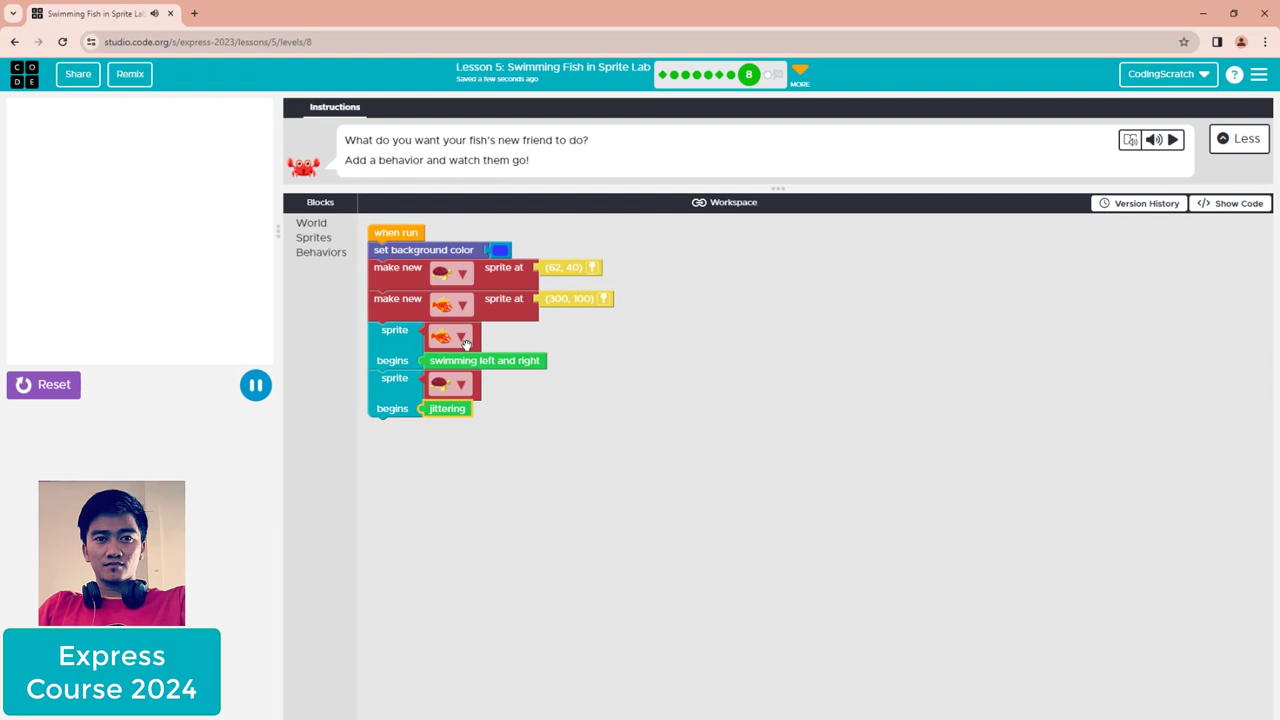 Swimming Fish in Sprite Lab
studio.code.org/s/express-2023/lessons/5/levels/8
C O
D E
Share
Remix
Lesson 5: Swimming Fish in Sprite Lab
Saved a few seconds ago
8
MORE
CodingScratch
?
Instructions
What do you want your fish's new friend to do?
Add a behavior and watch them go!
Less
Blocks
Workspace
Version History
</> Show Code
World
Sprites
Behaviors
when run
set background color
make new sprite at (62, 40)
make new sprite at (300, 100)
sprite
begins swimming left and right
sprite
begins jittering
Reset
Express
Course 2024